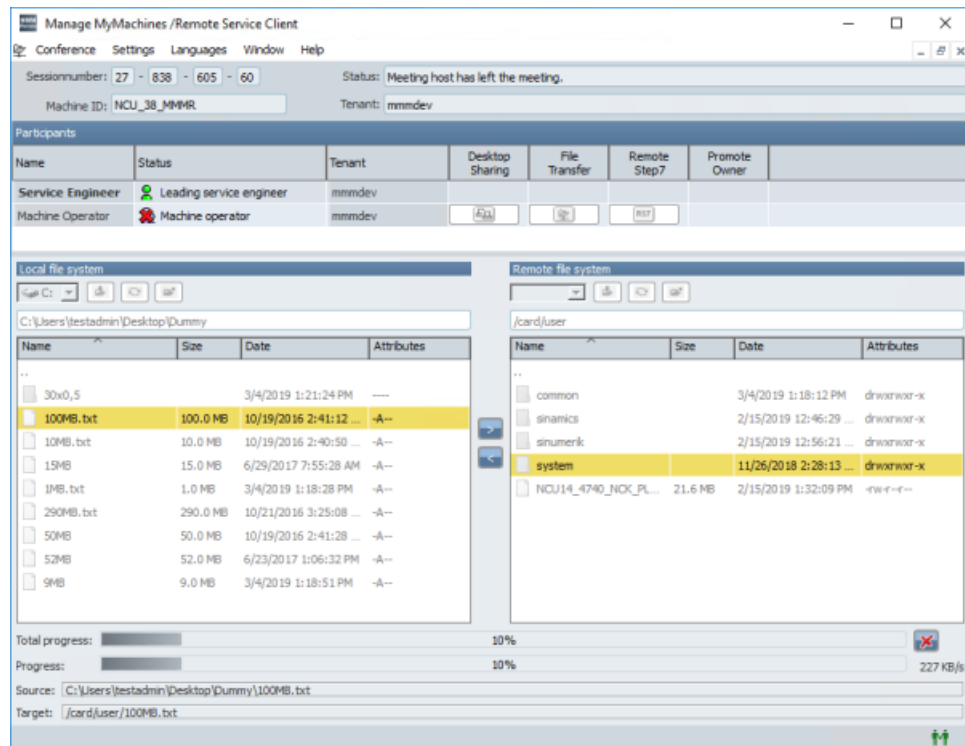 Manage MyMachines /Remote Service Client
Conference Settings Languages Window Help
Sessionnumber: 27 - 838 - 605 - 60 Status: Meeting host has left the meeting.
Machine ID: NCU_38_MMMR Tenant: mmmdev
Participants
Name Status Tenant Desktop Sharing File Transfer Remote Step7 Promote Owner
Service Engineer Leading service engineer mmmdev
Machine Operator Machine operator mmmdev RST
Local file system
C:
C:\Users\testadmin\Desktop\Dummy
Name Size Date Attributes
..
30x0,5 3/4/2019 1:21:24 PM ----
100MB.txt 100.0 MB 10/19/2016 2:41:12 ... -A--
10MB.txt 10.0 MB 10/19/2016 2:40:50 ... -A--
15MB 15.0 MB 6/29/2017 7:55:28 AM -A--
1MB.txt 1.0 MB 3/4/2019 1:18:28 PM -A--
290MB.txt 290.0 MB 10/21/2016 3:25:08 ... -A--
50MB 50.0 MB 10/19/2016 2:41:28 ... -A--
52MB 52.0 MB 6/23/2017 1:06:32 PM -A--
9MB 9.0 MB 3/4/2019 1:18:51 PM -A--
>
<
Remote file system
/card/user
Name Size Date Attributes
..
common 3/4/2019 1:18:12 PM drwxrwxr-x
sinamics 2/15/2019 12:46:29 ... drwxrwxr-x
sinumerik 2/15/2019 12:56:21 ... drwxrwxr-x
system 11/26/2018 2:28:13 ... drwxrwxr-x
NCU14_4740_NCK_PL... 21.6 MB 2/15/2019 1:32:09 PM -rw-r--r--
Total progress: 10%
Progress: 10% 227 KB/s
Source: C:\Users\testadmin\Desktop\Dummy\100MB.txt
Target: /card/user/100MB.txt